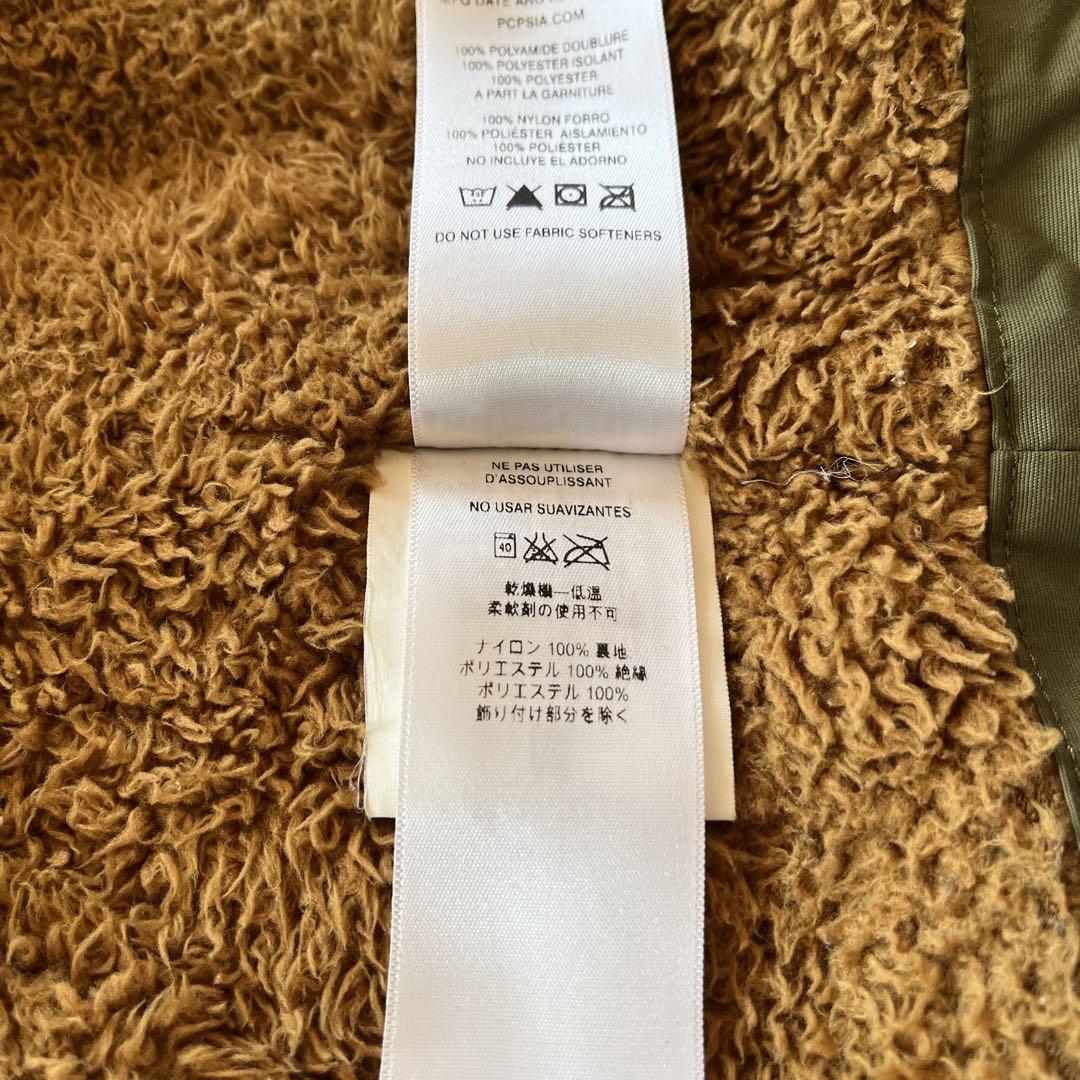 MFG DATE AND
PCPSIA COM
100% POLYAMIDE DOUBLURE
100% POLYESTER ISOLANT
100% POLYESTER
A PART LA GARNITURE
100% NYLON FORRO
100% POLIÉSTER AISLAMIENTO
100% POLIÉSTER
NO INCLUYE EL ADORNO
DO NOT USE FABRIC SOFTENERS
NE PAS UTILISER
D'ASSOUPLISSANT
NO USAR SUAVIZANTES
40
乾燥機—低温
柔軟剤の使用不可
ナイロン 100% 裏地
ポリエステル 100% 絶縁
ポリエステル 100%
飾り付け部分を除く